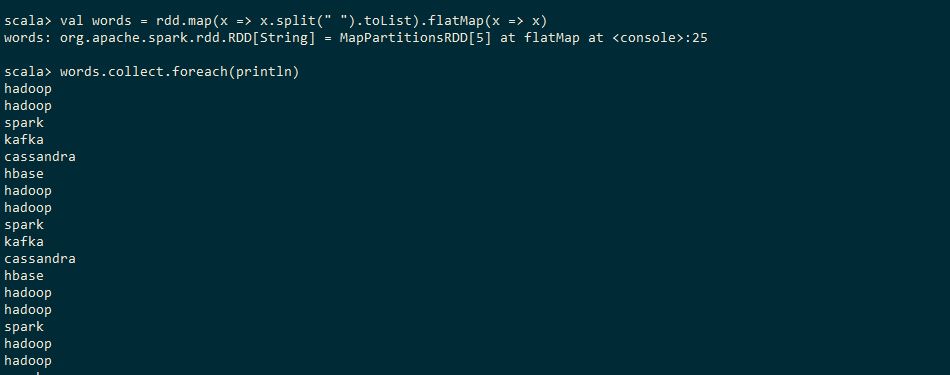 scala> val words = rdd.map(x => x.split(" ").toList).flatMap(x => x)
words: org.apache.spark.rdd.RDD[String] = MapPartitionsRDD[5] at flatMap at <console>:25
scala> words.collect.foreach(println)
hadoop
hadoop
spark
kafka
cassandra
hbase
hadoop
hadoop
spark
kafka
cassandra
hbase
hadoop
hadoop
spark
hadoop
hadoop